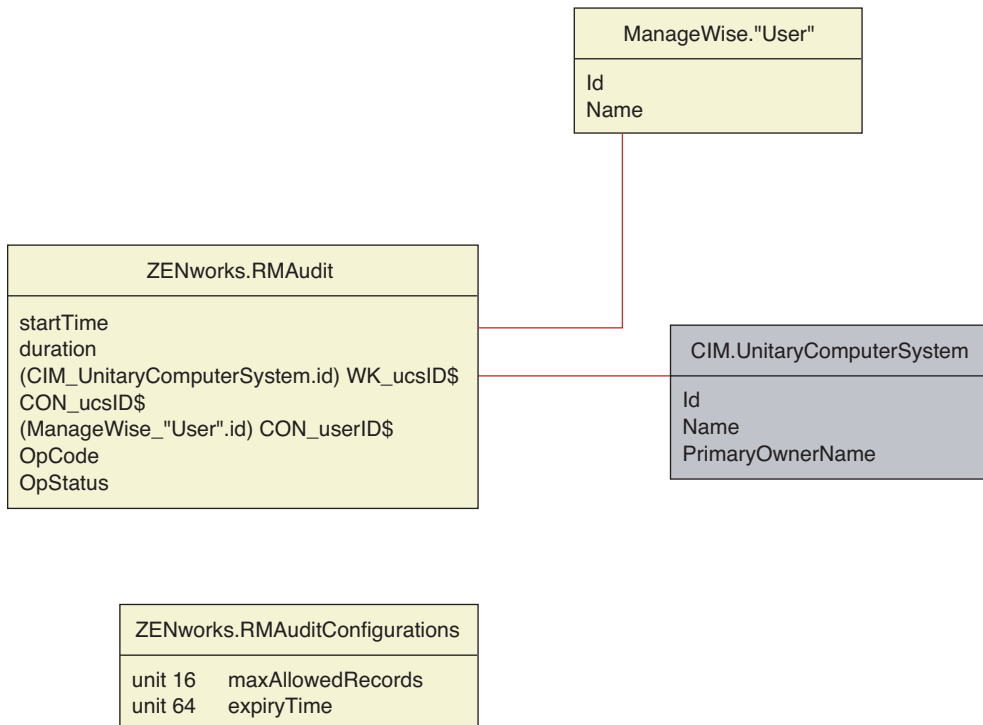 ManageWise."User"
Id
Name
ZENworks.RMAudit
startTime
duration
(CIM_UnitaryComputerSystem.id) WK_ucsID$
CON_ucsID$
(ManageWise_"User".id) CON_userID$
OpCode
OpStatus
CIM.UnitaryComputerSystem
Id
Name
PrimaryOwnerName
ZENworks.RMAuditConfigurations
unit 16 maxAllowedRecords
unit 64 expiryTime